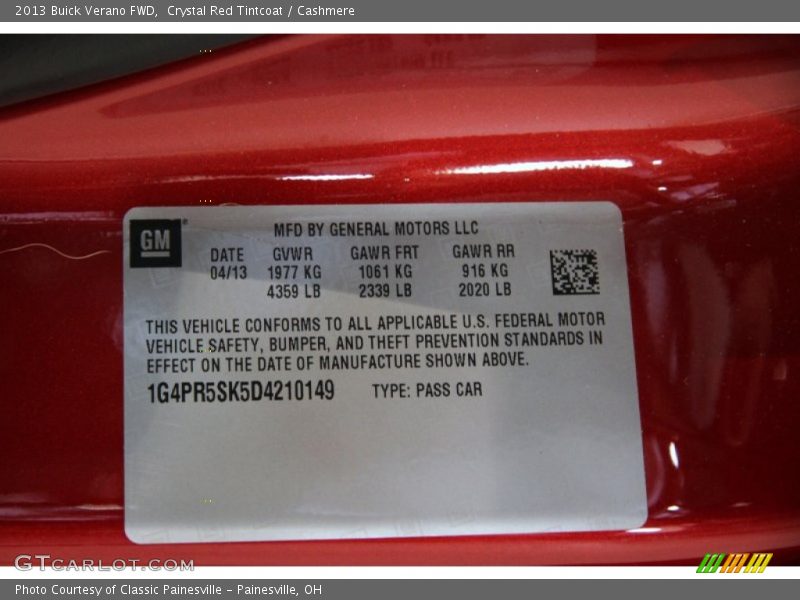 2013 Buick Verano FWD,  Crystal Red Tintcoat / Cashmere
GM®
MFD BY GENERAL MOTORS LLC
DATE GVWR GAWR FRT GAWR RR
04/13 1977 KG 1061 KG 916 KG
4359 LB 2339 LB 2020 LB
THIS VEHICLE CONFORMS TO ALL APPLICABLE U.S. FEDERAL MOTOR
VEHICLE SAFETY, BUMPER, AND THEFT PREVENTION STANDARDS IN
EFFECT ON THE DATE OF MANUFACTURE SHOWN ABOVE.
1G4PR5SK5D4210149 TYPE: PASS CAR
GTCARLOT.COM
Photo Courtesy of Classic Painesville - Painesville, OH